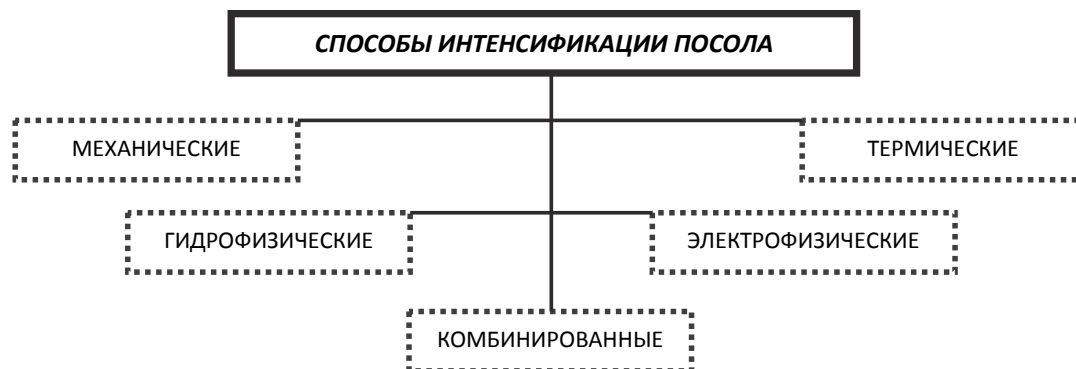 СПОСОБЫ ИНТЕНСИФИКАЦИИ ПОСОЛА
МЕХАНИЧЕСКИЕ
ТЕРМИЧЕСКИЕ
ГИДРОФИЗИЧЕСКИЕ
ЭЛЕКТРОФИЗИЧЕСКИЕ
КОМБИНИРОВАННЫЕ